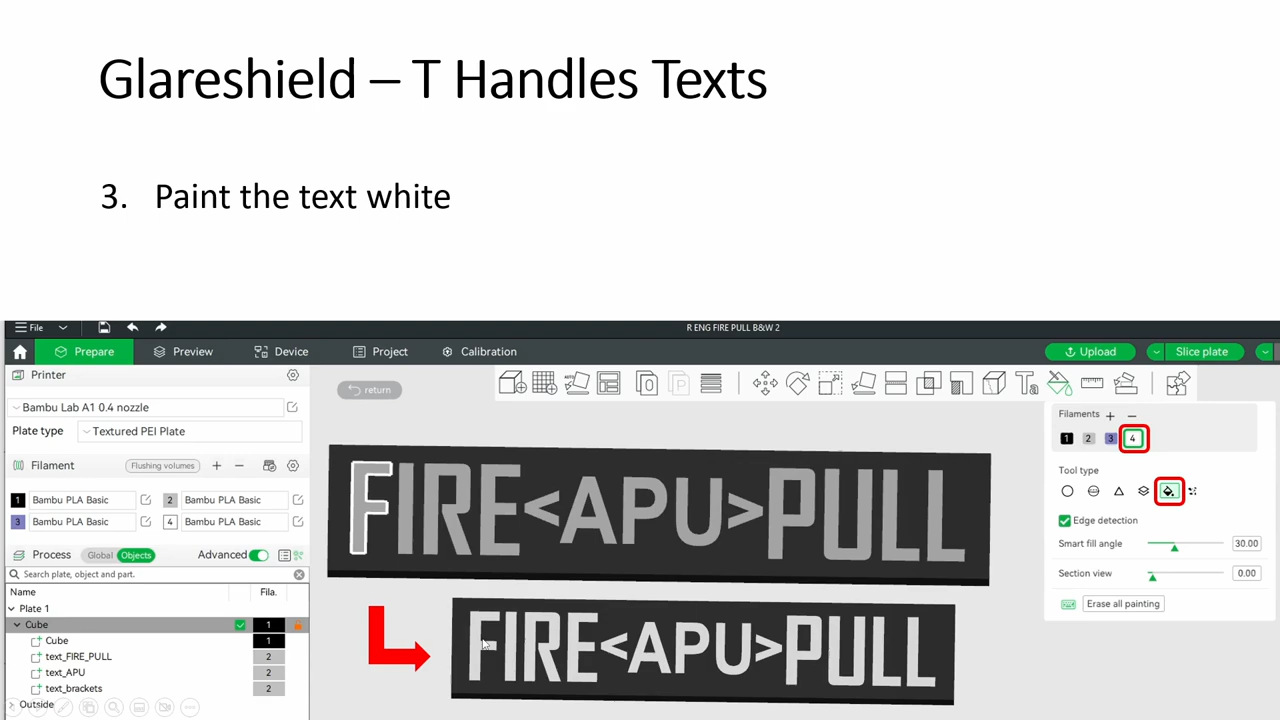 Glareshield – T Handles Texts
3. Paint the text white
File
R ENG FIRE PULL B&W 2
Prepare
Preview
Device
Project
Calibration
Upload
Slice plate
Printer
return
Bambu Lab A1 0.4 nozzle
Plate type
Textured PEI Plate
Filament
Flushing volumes
1 Bambu PLA Basic
2 Bambu PLA Basic
3 Bambu PLA Basic
4 Bambu PLA Basic
Process
Global
Objects
Advanced
Search plate, object and part.
Name
Fila.
Plate 1
Cube 1
Cube 1
text_FIRE_PULL 2
text_APU 2
text_brackets 2
Outside
FIRE<APU>PULL
FIRE<APU>PULL
Filaments + −
1 2 3 4
Tool type
Edge detection
Smart fill angle 30.00
Section view 0.00
Erase all painting